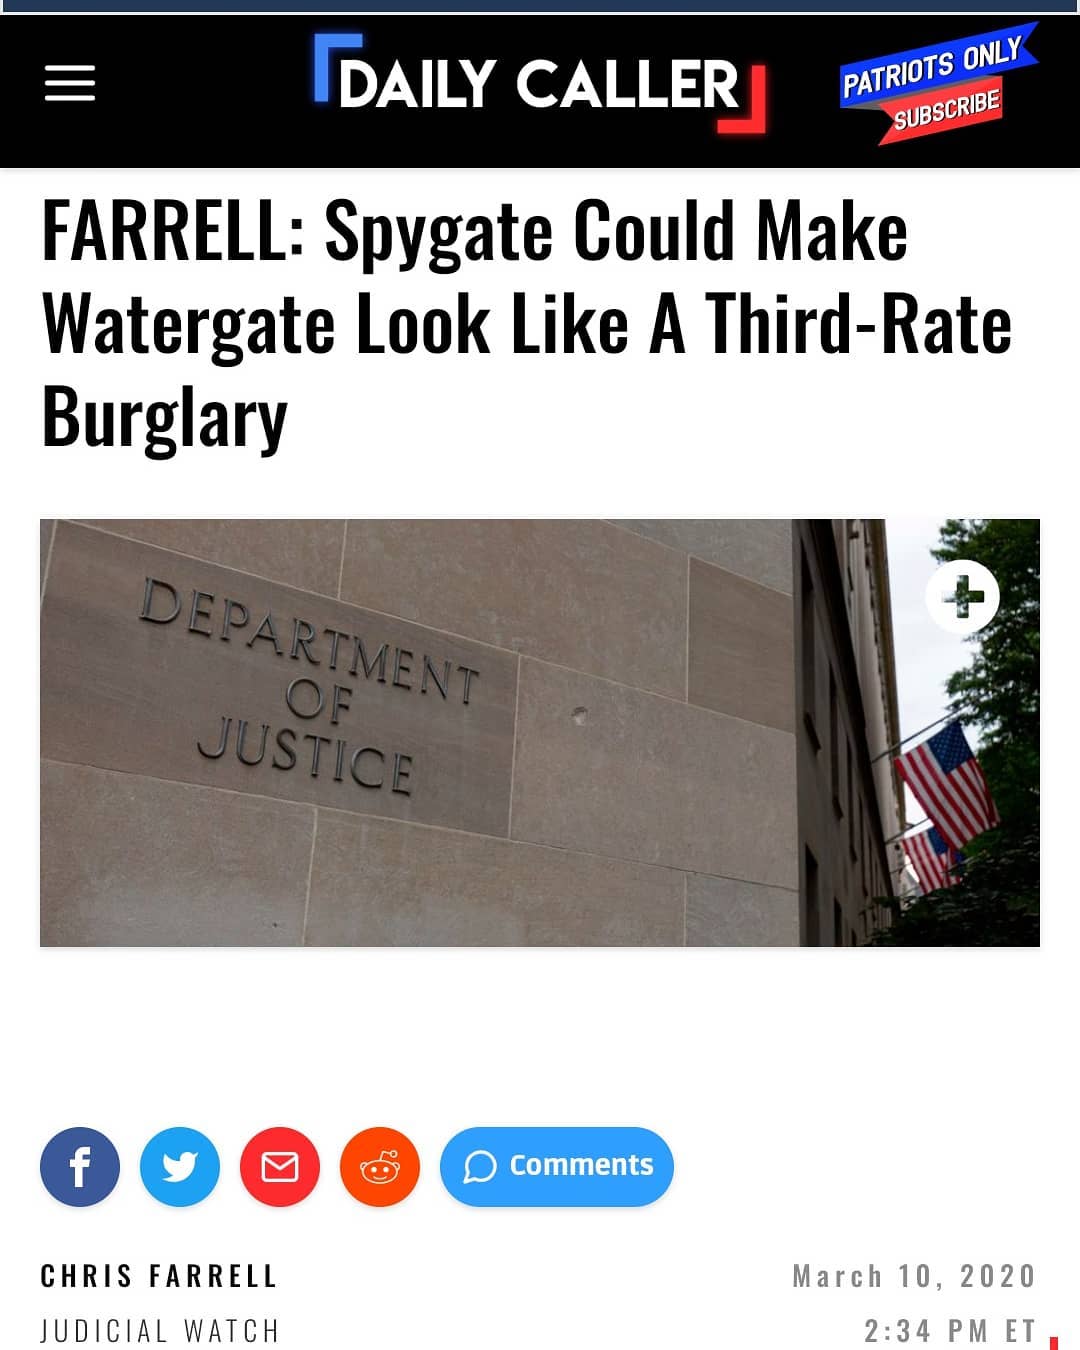 DAILY CALLER
PATRIOTS ONLY
SUBSCRIBE
FARRELL: Spygate Could Make
Watergate Look Like A Third-Rate
Burglary
DEPARTMENT
OF
JUSTICE
Comments
CHRIS FARRELL
March 10, 2020
JUDICIAL WATCH
2:34 PM ET